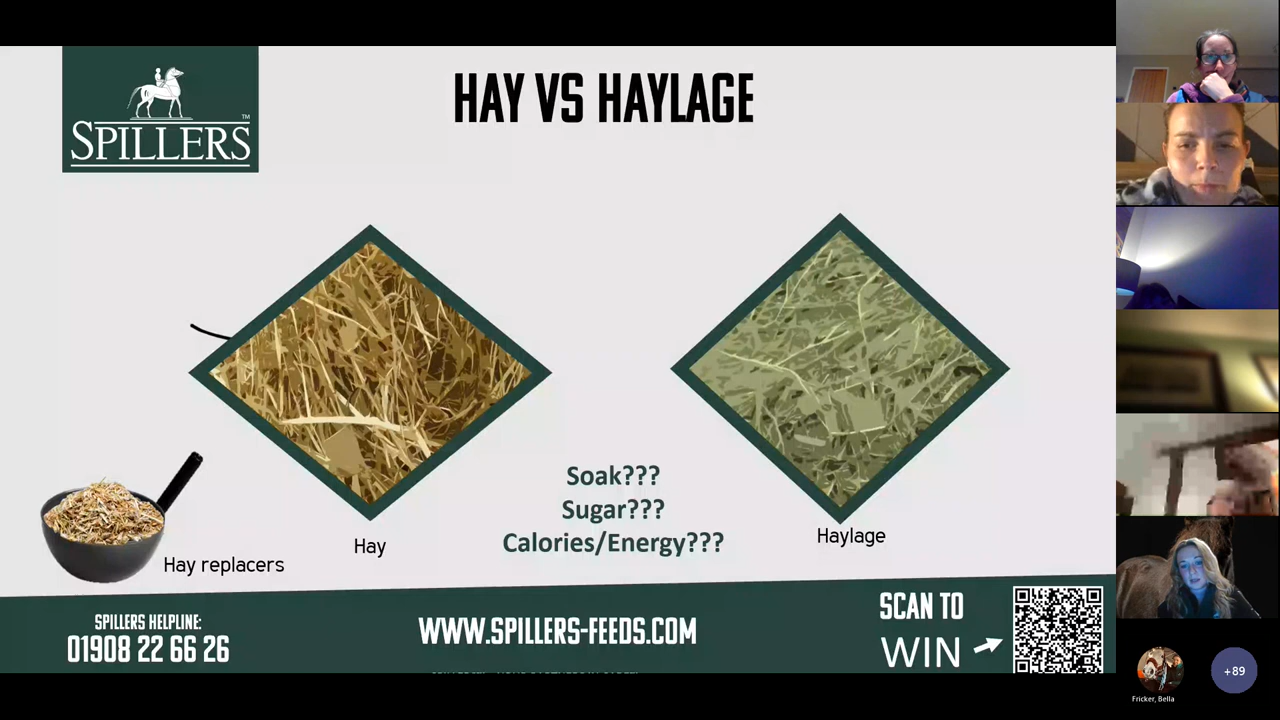 SPILLERS™
HAY VS HAYLAGE
Soak???
Sugar???
Calories/Energy???
Hay
Haylage
Hay replacers
SPILLERS HELPLINE:
01908 22 66 26
WWW.SPILLERS-FEEDS.COM
SCAN TO
WIN
Fricker, Bella
+89